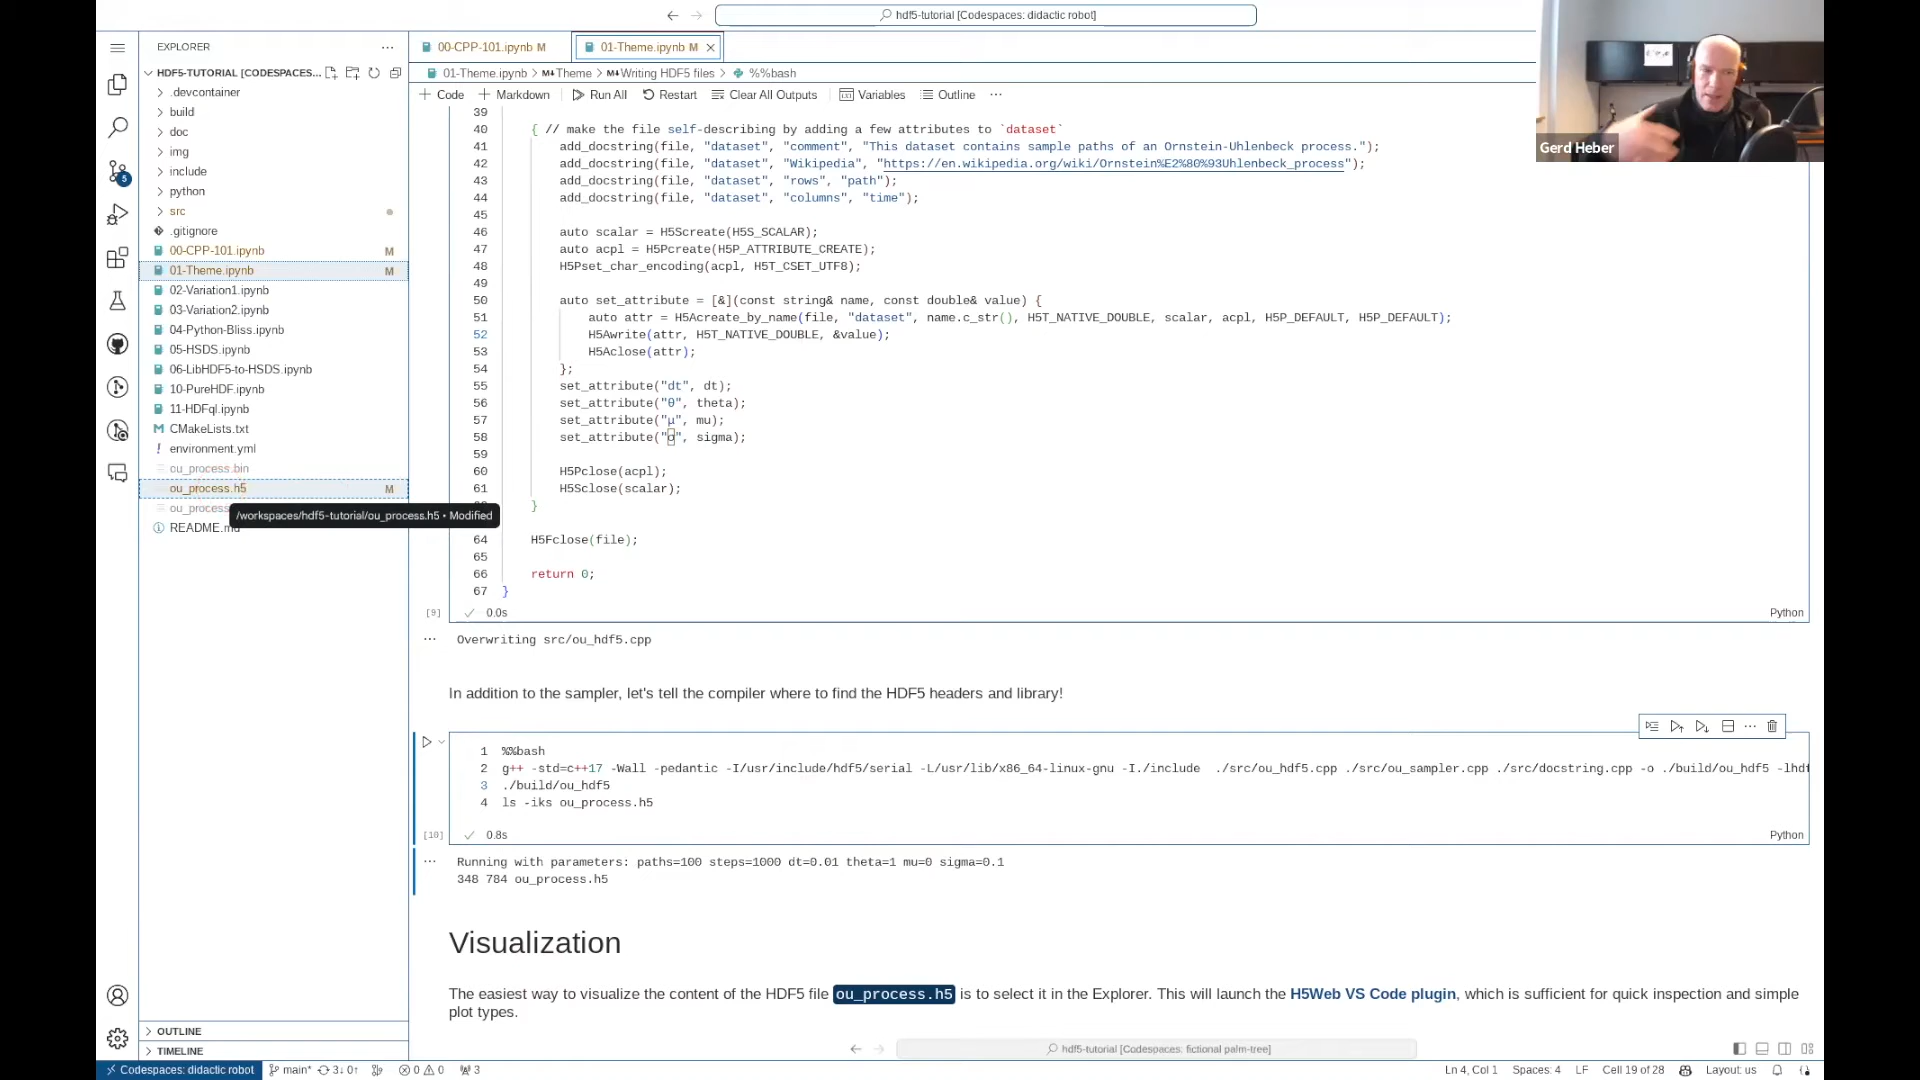 hdf5-tutorial [Codespaces: didactic robot]
EXPLORER
00-CPP-101.ipynb M
01-Theme.ipynb M
HDF5-TUTORIAL [CODESPACES...
01-Theme.ipynb > M↓Theme > M↓Writing HDF5 files > %%bash
Code
Markdown
Run All
Restart
Clear All Outputs
Variables
Outline
.devcontainer
build
doc
img
include
python
src
.gitignore
00-CPP-101.ipynb M
01-Theme.ipynb M
02-Variation1.ipynb
03-Variation2.ipynb
04-Python-Bliss.ipynb
05-HSDS.ipynb
06-LibHDF5-to-HSDS.ipynb
10-PureHDF.ipynb
11-HDFql.ipynb
CMakeLists.txt
environment.yml
ou_process.bin
ou_process.h5 M
ou_process
/workspaces/hdf5-tutorial/ou_process.h5 • Modified
README.md
Gerd Heber
39
40 { // make the file self-describing by adding a few attributes to `dataset`
41 add_docstring(file, "dataset", "comment", "This dataset contains sample paths of an Ornstein-Uhlenbeck process.");
42 add_docstring(file, "dataset", "Wikipedia", "https://en.wikipedia.org/wiki/Ornstein%E2%80%93Uhlenbeck_process");
43 add_docstring(file, "dataset", "rows", "path");
44 add_docstring(file, "dataset", "columns", "time");
45
46 auto scalar = H5Screate(H5S_SCALAR);
47 auto acpl = H5Pcreate(H5P_ATTRIBUTE_CREATE);
48 H5Pset_char_encoding(acpl, H5T_CSET_UTF8);
49
50 auto set_attribute = [&](const string& name, const double& value) {
51 auto attr = H5Acreate_by_name(file, "dataset", name.c_str(), H5T_NATIVE_DOUBLE, scalar, acpl, H5P_DEFAULT, H5P_DEFAULT);
52 H5Awrite(attr, H5T_NATIVE_DOUBLE, &value);
53 H5Aclose(attr);
54 };
55 set_attribute("dt", dt);
56 set_attribute("θ", theta);
57 set_attribute("μ", mu);
58 set_attribute("σ", sigma);
59
60 H5Pclose(acpl);
61 H5Sclose(scalar);
}
64 H5Fclose(file);
65
66 return 0;
67 }
[9] 0.0s Python
Overwriting src/ou_hdf5.cpp
In addition to the sampler, let's tell the compiler where to find the HDF5 headers and library!
1 %%bash
2 g++ -std=c++17 -Wall -pedantic -I/usr/include/hdf5/serial -L/usr/lib/x86_64-linux-gnu -I./include ./src/ou_hdf5.cpp ./src/ou_sampler.cpp ./src/docstring.cpp -o ./build/ou_hdf5 -lhdf
3 ./build/ou_hdf5
4 ls -iks ou_process.h5
[10] 0.8s Python
Running with parameters: paths=100 steps=1000 dt=0.01 theta=1 mu=0 sigma=0.1
348 784 ou_process.h5
Visualization
The easiest way to visualize the content of the HDF5 file ou_process.h5 is to select it in the Explorer. This will launch the H5Web VS Code plugin, which is sufficient for quick inspection and simple
plot types.
OUTLINE
TIMELINE
hdf5-tutorial [Codespaces: fictional palm-tree]
5
Codespaces: didactic robot
main*
3↓ 0↑
0 0
3
Ln 4, Col 1
Spaces: 4
LF
Cell 19 of 28
Layout: us